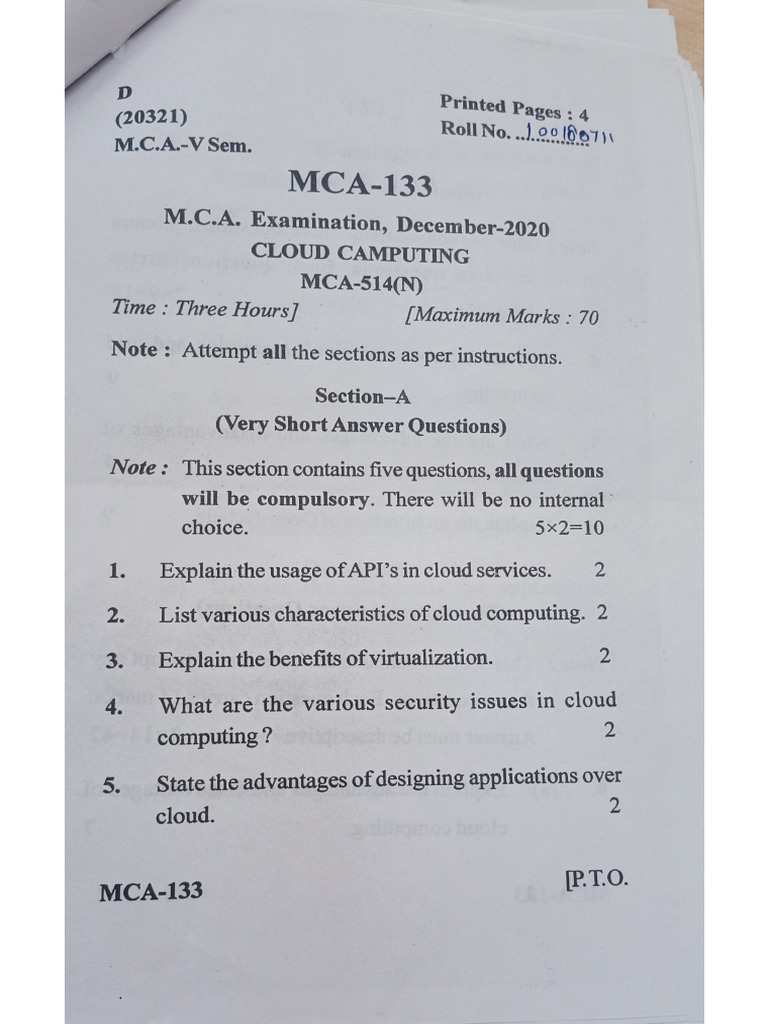 D
(20321)
M.C.A.-V Sem.
Printed Pages : 4
Roll No. ..100180711
MCA-133
M.C.A. Examination, December-2020
CLOUD CAMPUTING
MCA-514(N)
Time : Three Hours] [Maximum Marks : 70
Note : Attempt all the sections as per instructions.
Section–A
(Very Short Answer Questions)
Note : This section contains five questions, all questions
will be compulsory. There will be no internal
choice. 5×2=10
1. Explain the usage of API's in cloud services. 2
2. List various characteristics of cloud computing. 2
3. Explain the benefits of virtualization. 2
4. What are the various security issues in cloud
computing ? 2
5. State the advantages of designing applications over
cloud. 2
MCA-133 [P.T.O.